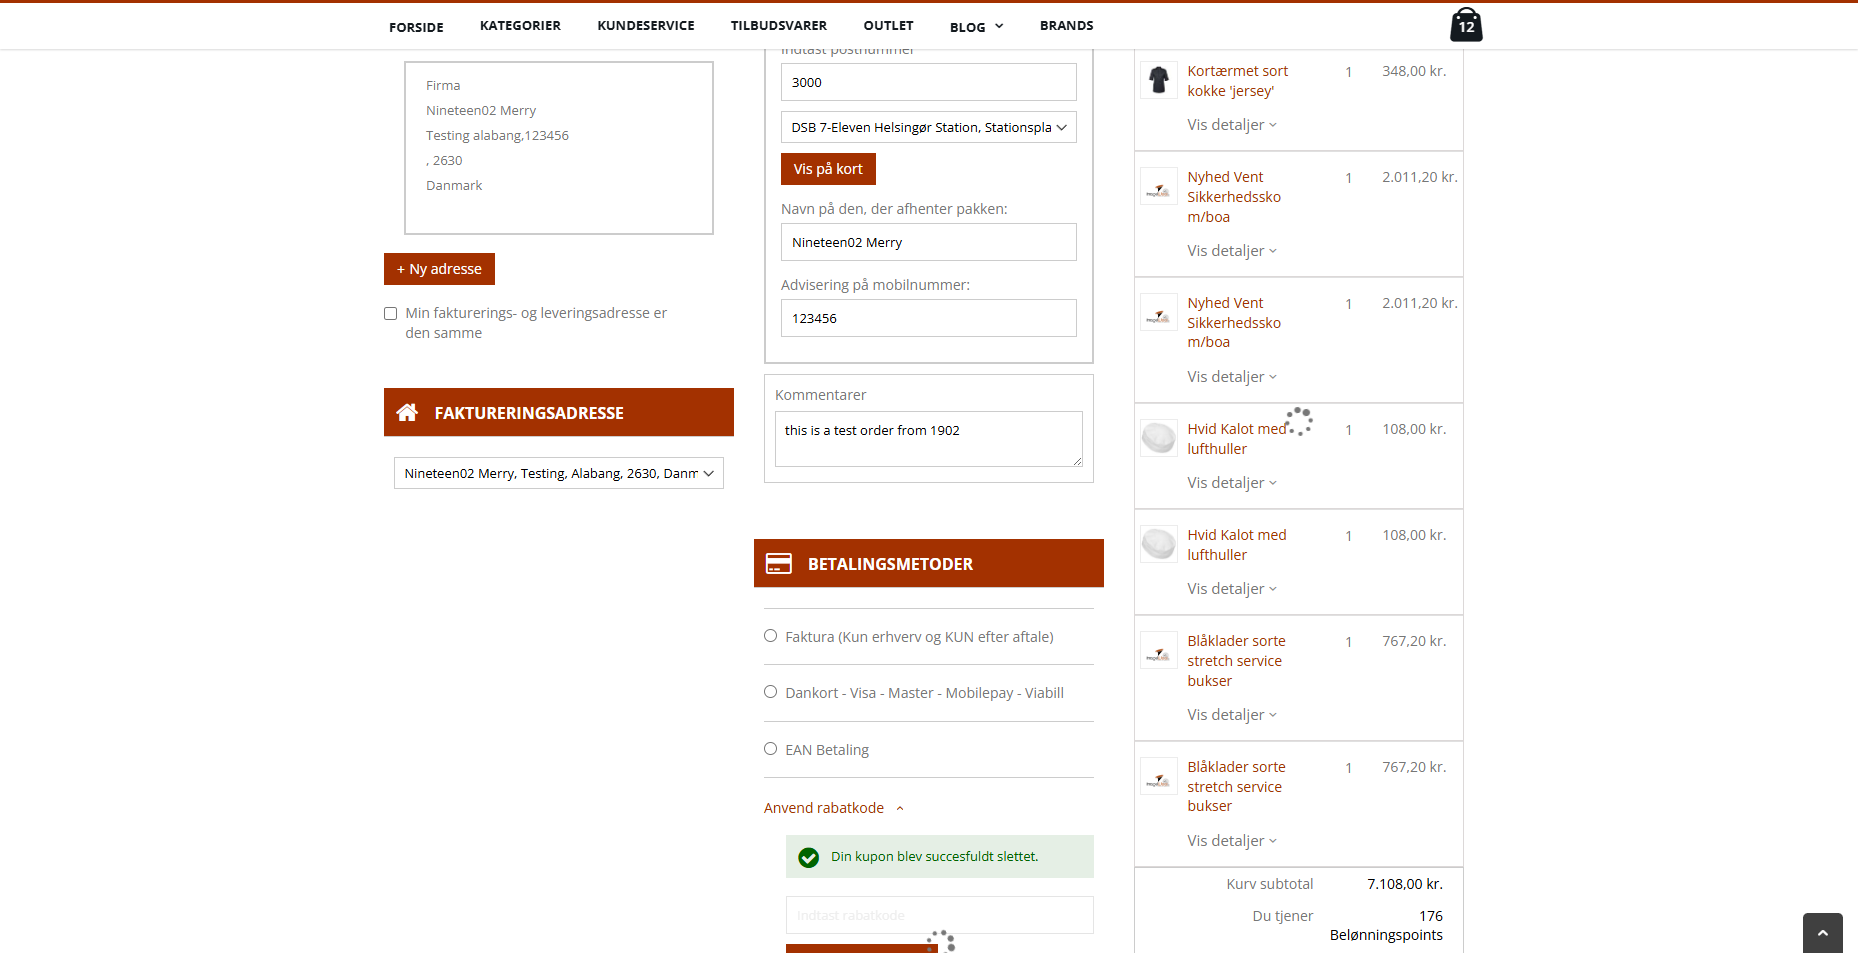 FORSIDE
KATEGORIER
KUNDESERVICE
TILBUDSVARER
OUTLET
BLOG
BRANDS
12
Firma
Nineteen02 Merry
Testing alabang,123456
, 2630
Danmark
+ Ny adresse
Min fakturerings- og leveringsadresse er
den samme
FAKTURERINGSADRESSE
Nineteen02 Merry, Testing, Alabang, 2630, Danm
Indtast postnummer
3000
DSB 7-Eleven Helsingør Station, Stationspla
Vis på kort
Navn på den, der afhenter pakken:
Nineteen02 Merry
Advisering på mobilnummer:
123456
Kommentarer
this is a test order from 1902
BETALINGSMETODER
Faktura (Kun erhverv og KUN efter aftale)
Dankort - Visa - Master - Mobilepay - Viabill
EAN Betaling
Anvend rabatkode
Din kupon blev succesfuldt slettet.
Indtast rabatkode
Kortærmet sort 1 348,00 kr.
kokke 'jersey'
Vis detaljer
Nyhed Vent 1 2.011,20 kr.
Sikkerhedssko
m/boa
Vis detaljer
Nyhed Vent 1 2.011,20 kr.
Sikkerhedssko
m/boa
Vis detaljer
Hvid Kalot med 1 108,00 kr.
lufthuller
Vis detaljer
Hvid Kalot med 1 108,00 kr.
lufthuller
Vis detaljer
Blåklader sorte 1 767,20 kr.
stretch service
bukser
Vis detaljer
Blåklader sorte 1 767,20 kr.
stretch service
bukser
Vis detaljer
Kurv subtotal 7.108,00 kr.
Du tjener 176
Belønningspoints